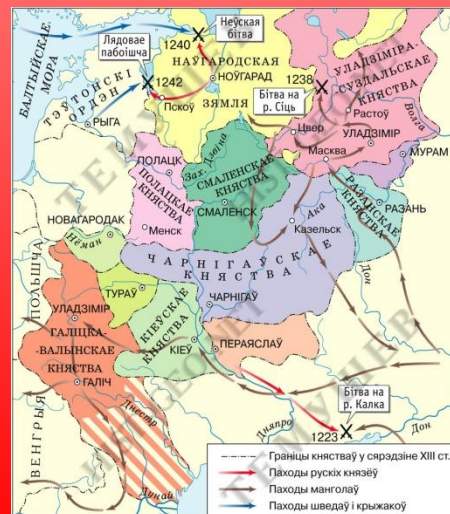 Неўская
бітва
Лядовае
пабоішча
1240
1242
БАЛТЫЙСКАЕ
МОРА
ТЭЎТОНСКІ
ОРДЭН
НАЎГАРОДСКАЯ
НОЎГАРАД
ЗЯМЛЯ
Пскоў
РЫГА
1238
Бітва на
р. Сіць
УЛАДЗІМІРА-
СУЗДАЛЬСКАЕ
КНЯСТВА
Растоў
Цвер
УЛАДЗІМІР
Волга
Масква
МУРАМ
Зах. Дзвіна
ПОЛАЦК
ПОЛАЦКАЕ
КНЯСТВА
СМАЛЕНСКАЕ
КНЯСТВА
СМАЛЕНСК
РАЗАНСКАЕ
КНЯСТВА
РАЗАНЬ
Ака
Казельск
НОВАГАРОДАК
Менск
Нёман
ЧАРНІГАЎСКАЕ
КНЯСТВА
Дон
ПОЛЬШЧА
ТУРАЎ
ЧАРНІГАЎ
УЛАДЗІМІР
ГАЛІЦКА-
ВАЛЫНСКАЕ
КНЯСТВА
ГАЛІЧ
КІЕЎСКАЕ
КНЯСТВА
КІЕЎ
ПЕРАЯСЛАЎ
ВЕНГРЫЯ
Днестр
Дунай
Дняпро
Бітва на
р. Калка
1223
Дон
Граніцы княстваў у сярэдзіне XIII ст.
Паходы рускіх князёў
Паходы манголаў
Паходы шведаў і крыжакоў